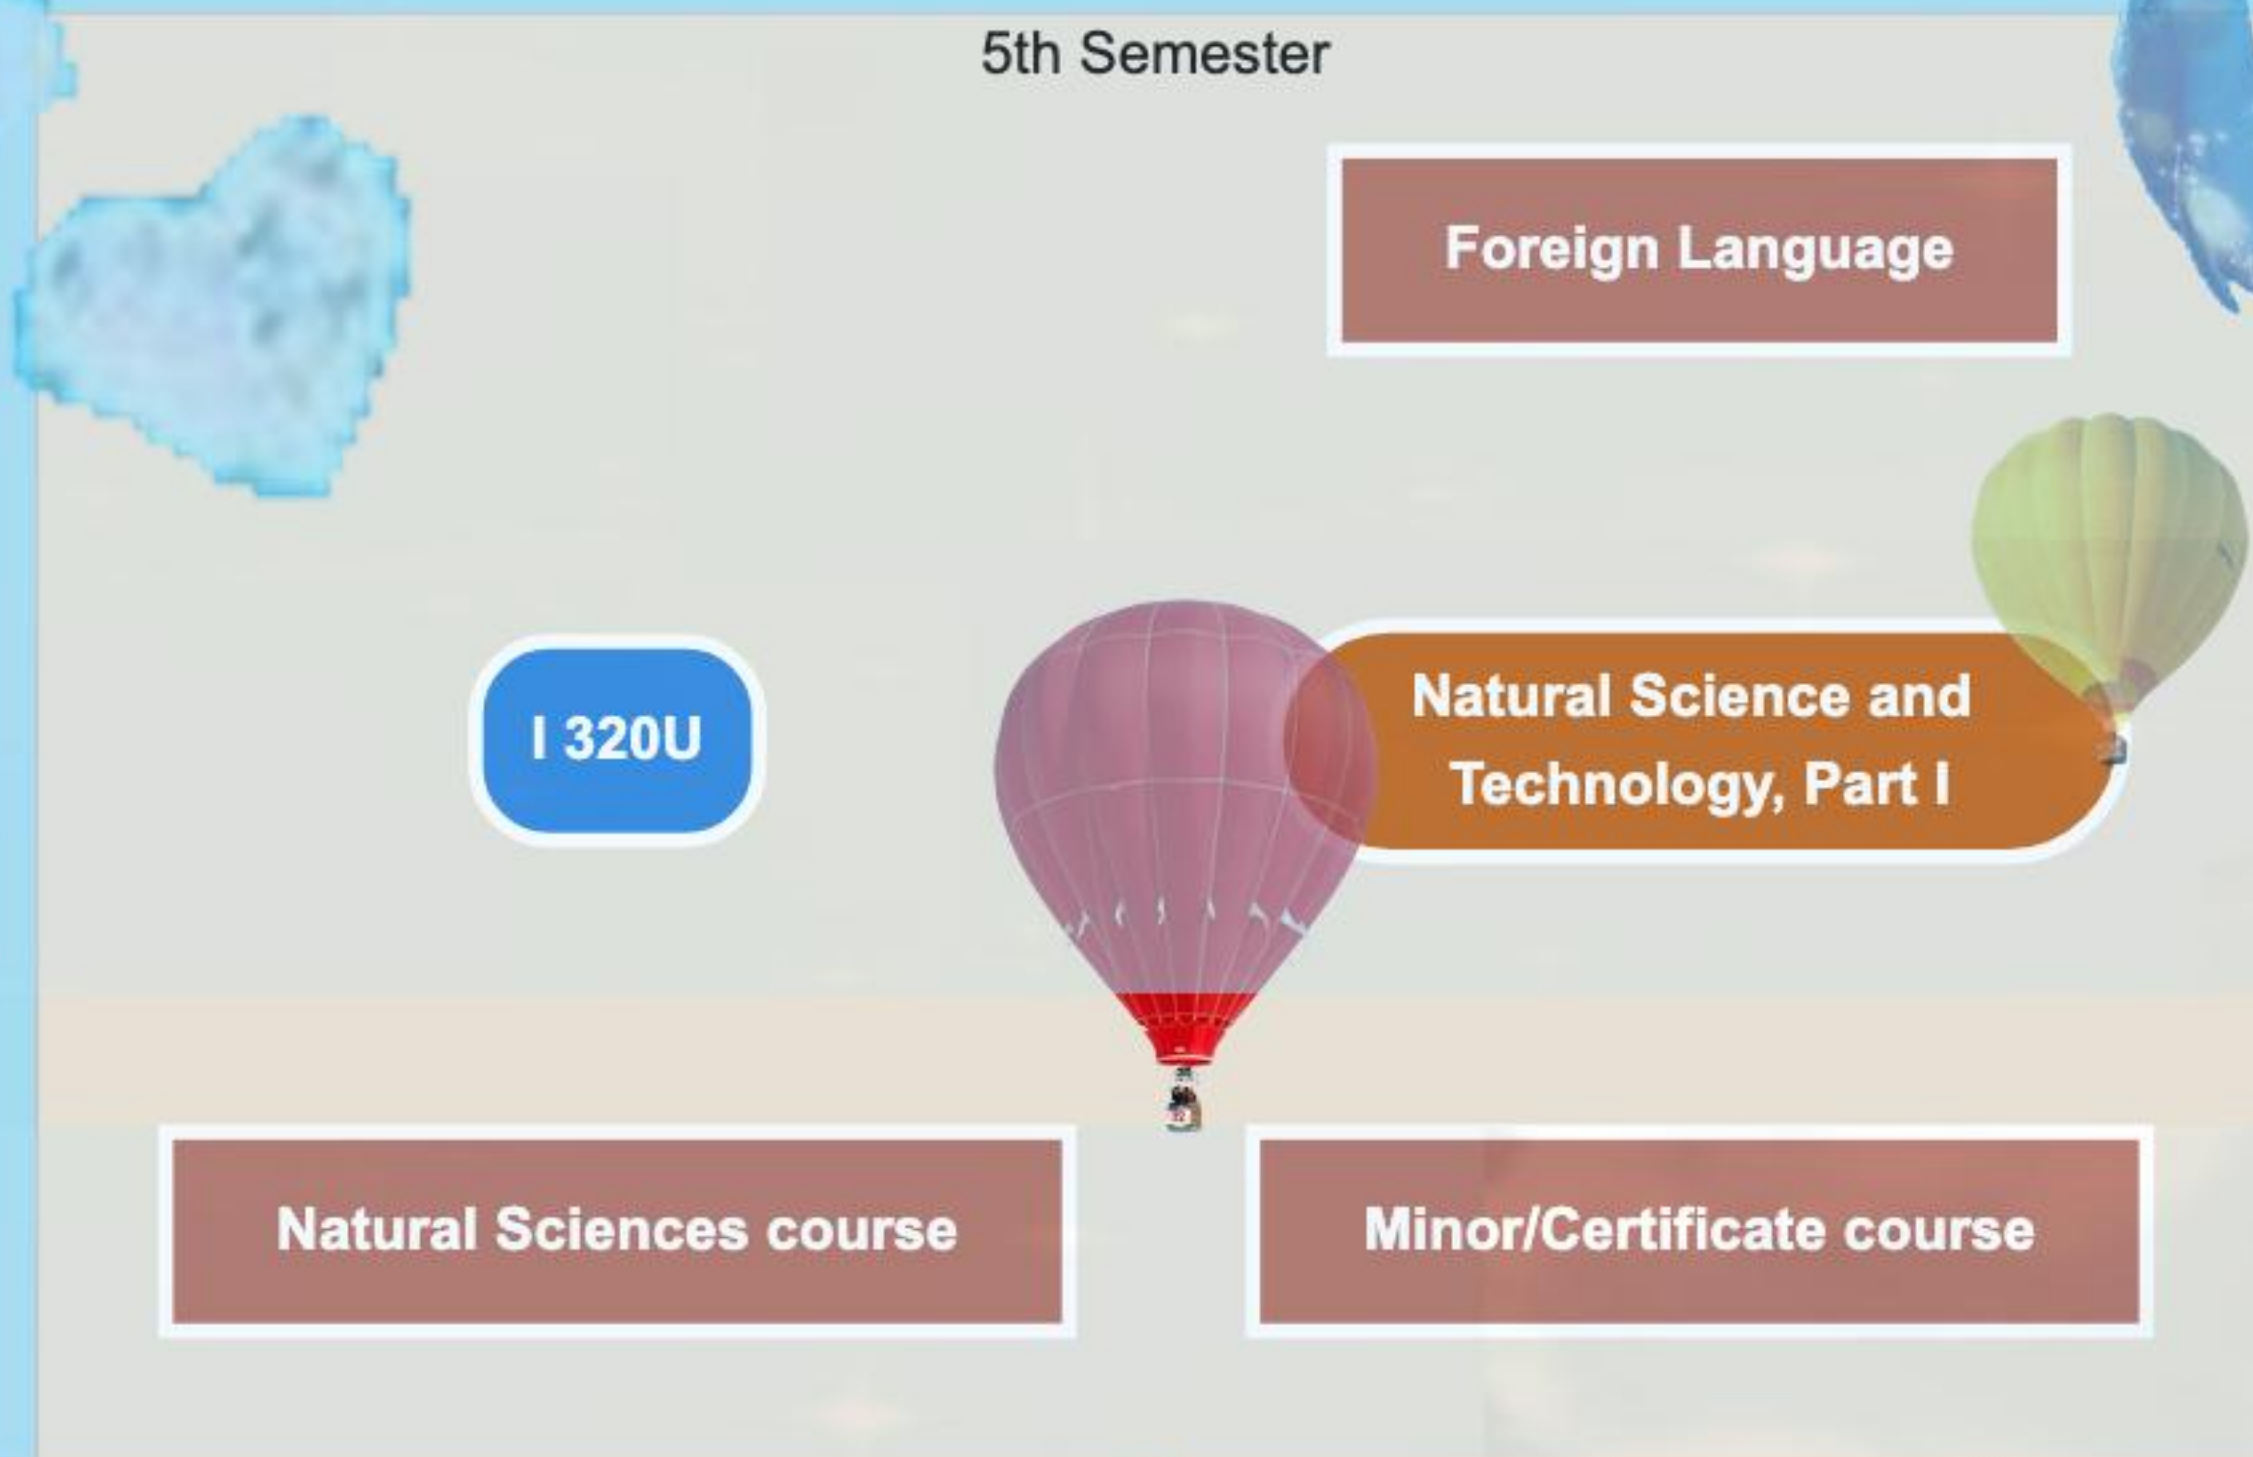 5th Semester
Foreign Language
I 320U
Natural Science and
Technology, Part I
Natural Sciences course
Minor/Certificate course